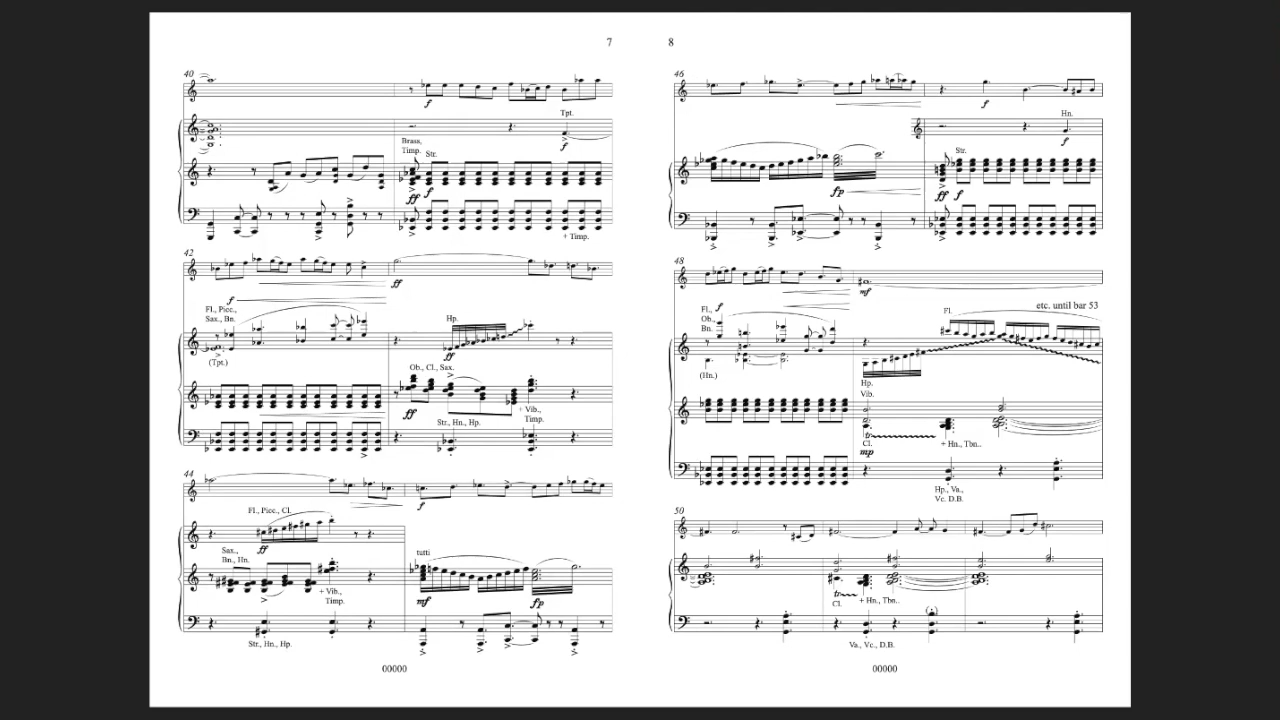 7
40
f
Tpt.
f
Brass,
Timp.
Str.
ff f
+ Timp.
42
f
ff
Fl., Picc.,
Sax., Bn.
(Tpt.)
Hp.
ff
Ob., Cl., Sax.
ff
+ Vib.,
Timp.
Str., Hn., Hp.
44
f
Fl., Picc., Cl.
ff
Sax.,
Bn., Hn.
+ Vib.,
Timp.
Str., Hn., Hp.
tutti
mf fp
00000
8
46
f
Hn.
f
Str.
fp ff f
48
f
mf
Fl.,
Ob.,
Bn.
(Hn.)
etc. until bar 53
Fl.
Hp.
Vib.
tr
Cl.
mp
+ Hn., Tbn..
Hp., Va.,
Vc. D.B.
50
tr
Cl.
+ Hn., Tbn..
Va., Vc., D.B.
00000